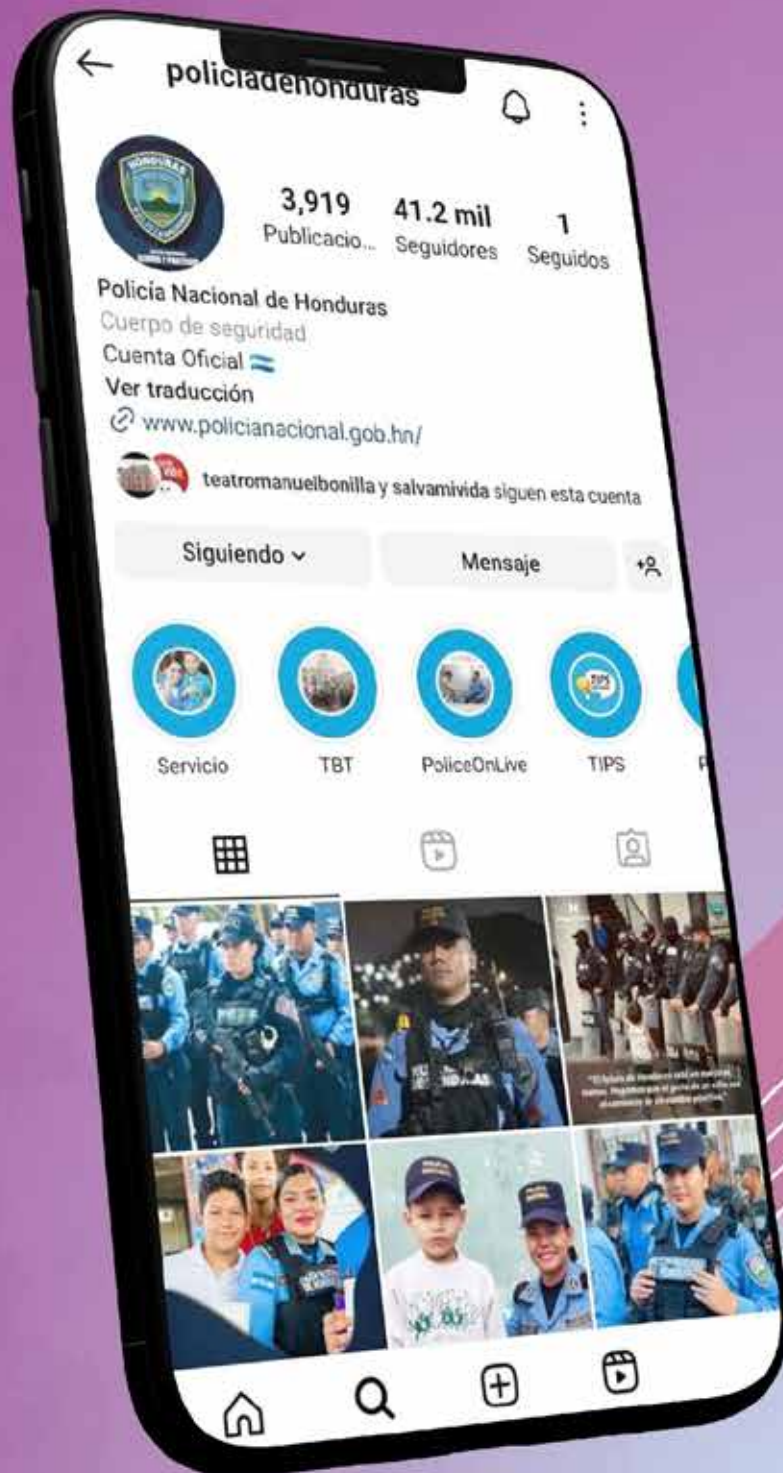 policiadehonduras
HONDURAS
3,919
41.2 mil
1
Publicacio...
Seguidores
Seguidos
Policía Nacional de Honduras
Cuerpo de seguridad
Cuenta Oficial
Ver traducción
www.policianacional.gob.hn/
teatromanuelbonilla y salvamivida siguen esta cuenta
Siguiendo
Mensaje
Servicio
TBT
PoliceOnLive
TIPS